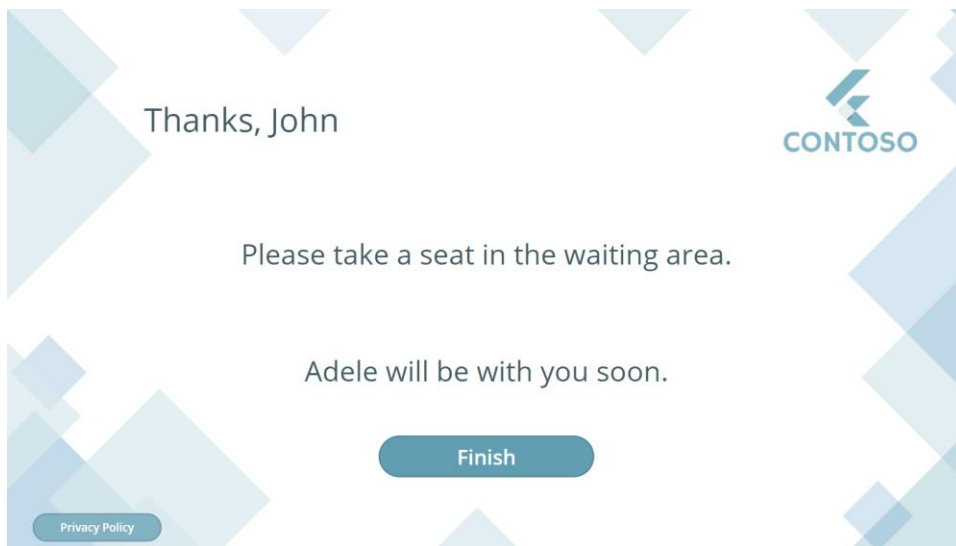 Thanks, John
CONTOSO
Please take a seat in the waiting area.
Adele will be with you soon.
Finish
Privacy Policy